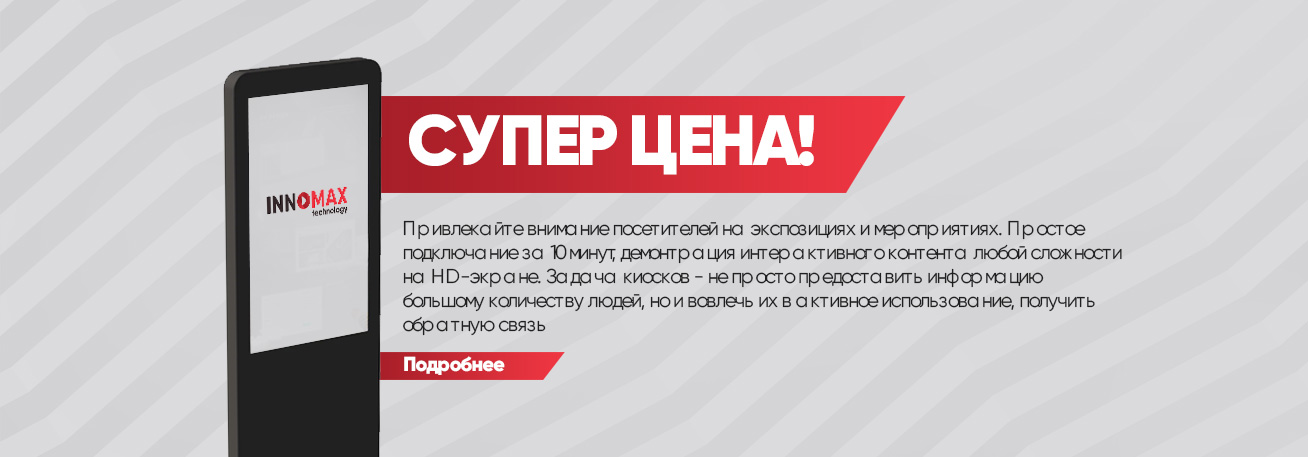 СУПЕР ЦЕНА!
INNOMAX
technology
Привлекайте внимание посетителей на экспозициях и мероприятиях. Простое
подключание за 10 минут, демонтрация интерактивного контента любой сложности
на HD-экране. Задача киосков - не просто предоставить информацию
большому количеству людей, но и вовлечь их в активное использование, получить
обратную связь
Подробнее